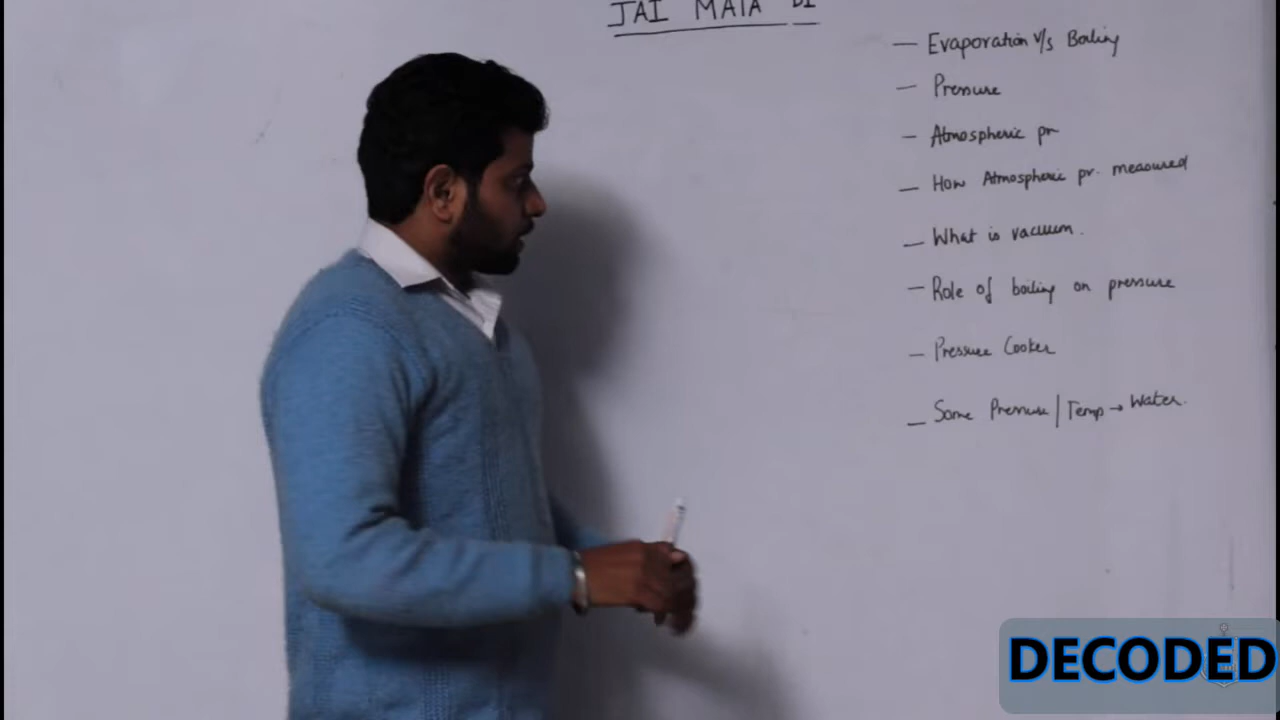 JAI MATA DI
— Evaporation v/s Boiling
— Pressure
— Atmospheric pr
— How Atmospheric pr. measured
— What is vacuum.
— Role of boiling on pressure
— Pressure Cooker
— Some Pressure | Temp → Water.
DECODED